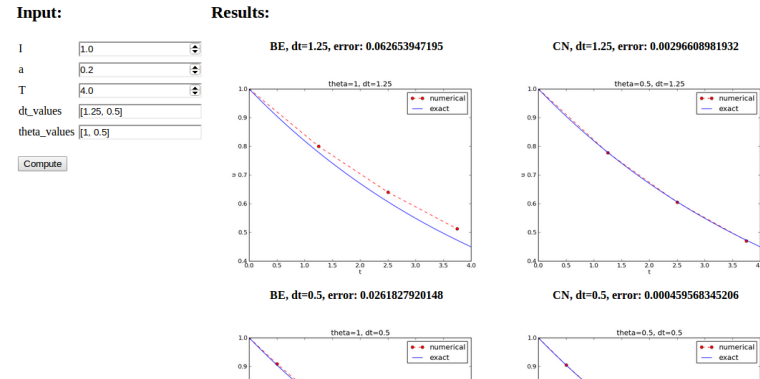 Input:
Results:
I 1.0
a 0.2
T 4.0
dt_values [1.25, 0.5]
theta_values [1, 0.5]
Compute
BE, dt=1.25, error: 0.062653947195
theta=1, dt=1.25
numerical
exact
1.0
0.9
0.8
u 0.7
0.6
0.5
0.4
0.0 0.5 1.0 1.5 2.0 2.5 3.0 3.5 4.0
t
CN, dt=1.25, error: 0.00296608981932
theta=0.5, dt=1.25
numerical
exact
1.0
0.9
0.8
u 0.7
0.6
0.5
0.4
0.0 0.5 1.0 1.5 2.0 2.5 3.0 3.5 4.
t
BE, dt=0.5, error: 0.0261827920148
theta=1, dt=0.5
numerical
exact
1.0
0.9
CN, dt=0.5, error: 0.000459568345206
theta=0.5, dt=0.5
numerical
exact
1.0
0.9